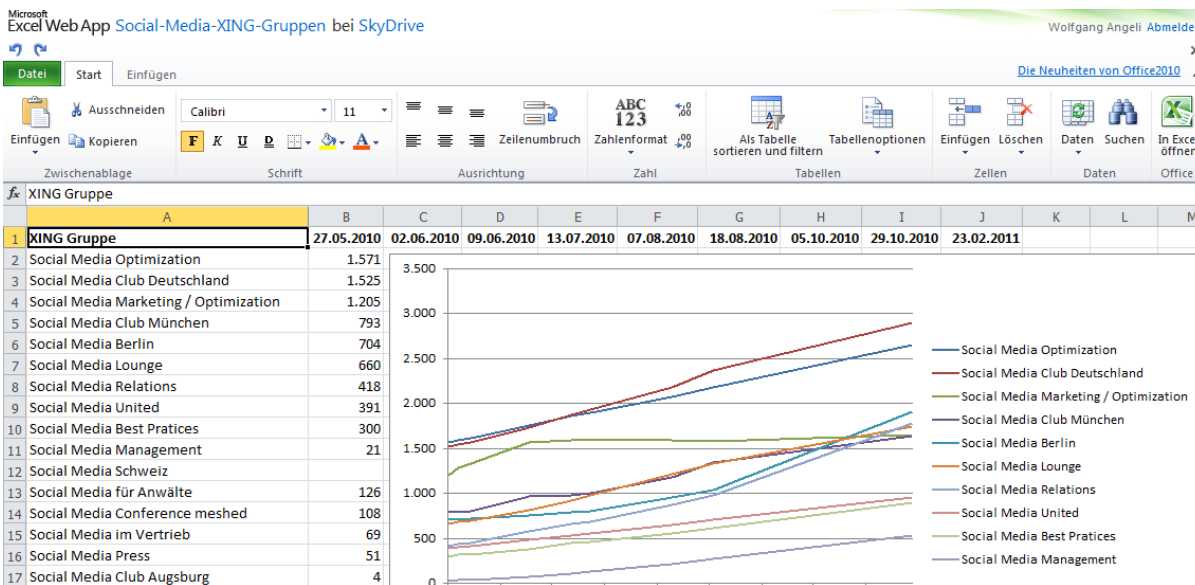 Microsoft
Excel Web App Social-Media-XING-Gruppen bei SkyDrive
Wolfgang Angeli Abmelde
Datei Start Einfügen
Die Neuheiten von Office2010
Einfügen
Ausschneiden
Kopieren
Zwischenablage
Calibri 11
F K U D A
Schrift
Zeilenumbruch
Ausrichtung
ABC
123
Zahlenformat
,00
,00
Zahl
Als Tabelle
sortieren und filtern
Tabellenoptionen
Tabellen
Einfügen Löschen
Zellen
Daten Suchen
Daten
In Exce
öffner
Office
fx XING Gruppe
A B C D E F G H I J K L M
1 XING Gruppe 27.05.2010 02.06.2010 09.06.2010 13.07.2010 07.08.2010 18.08.2010 05.10.2010 29.10.2010 23.02.2011
2 Social Media Optimization 1.571
3 Social Media Club Deutschland 1.525
4 Social Media Marketing / Optimization 1.205
5 Social Media Club München 793
6 Social Media Berlin 704
7 Social Media Lounge 660
8 Social Media Relations 418
9 Social Media United 391
10 Social Media Best Pratices 300
11 Social Media Management 21
12 Social Media Schweiz
13 Social Media für Anwälte 126
14 Social Media Conference meshed 108
15 Social Media im Vertrieb 69
16 Social Media Press 51
17 Social Media Club Augsburg 4
3.500
3.000
2.500
2.000
1.500
1.000
500
0
Social Media Optimization
Social Media Club Deutschland
Social Media Marketing / Optimization
Social Media Club München
Social Media Berlin
Social Media Lounge
Social Media Relations
Social Media United
Social Media Best Pratices
Social Media Management